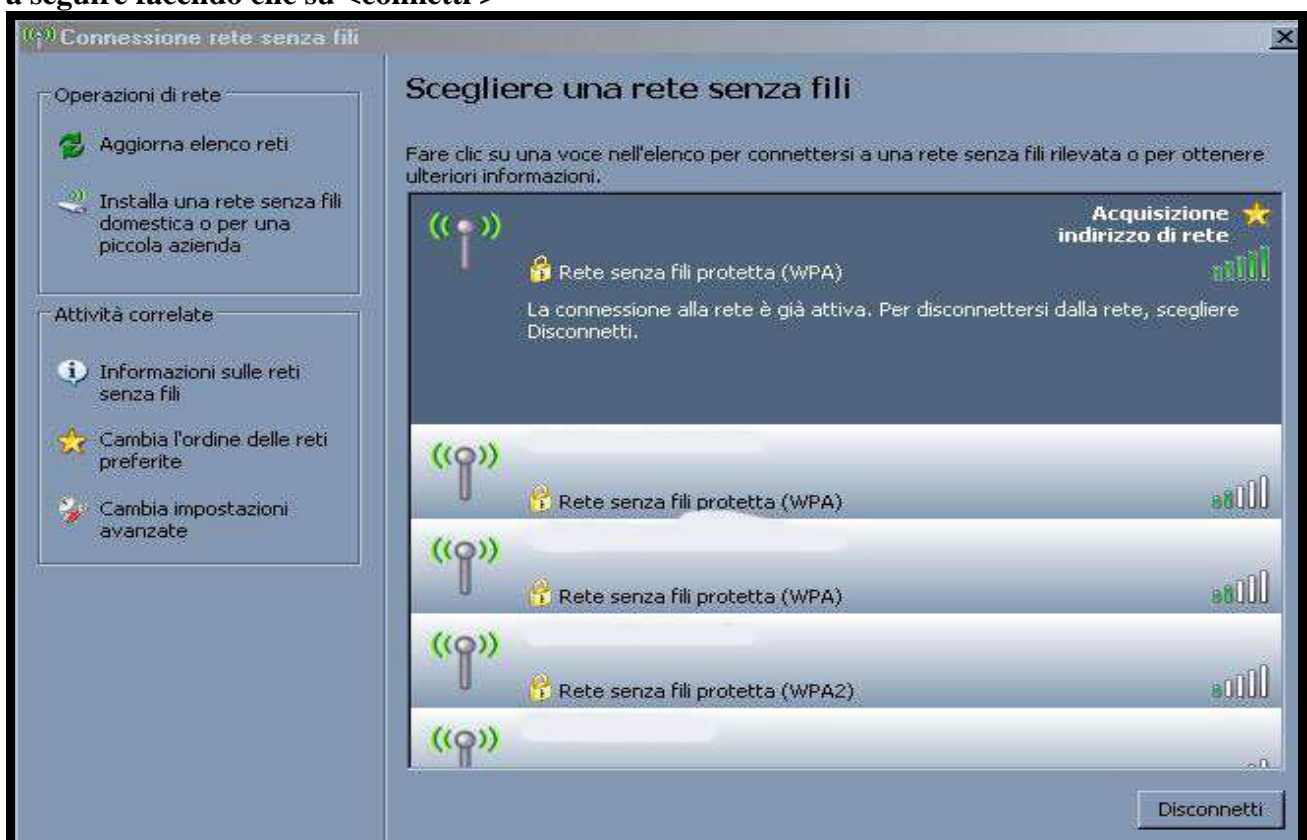 a seguire facendo che su <connetti>
Connessione rete senza fili
Operazioni di rete
Aggiorna elenco reti
Installa una rete senza fili
domestica o per una
piccola azienda
Attività correlate
Informazioni sulle reti
senza fili
Cambia l'ordine delle reti
preferite
Cambia impostazioni
avanzate
Scegliere una rete senza fili
Fare clic su una voce nell'elenco per connettersi a una rete senza fili rilevata o per ottenere
ulteriori informazioni.
Acquisizione
indirizzo di rete
Rete senza fili protetta (WPA)
La connessione alla rete è già attiva. Per disconnettersi dalla rete, scegliere
Disconnetti.
Rete senza fili protetta (WPA)
Rete senza fili protetta (WPA)
Rete senza fili protetta (WPA2)
Disconnetti